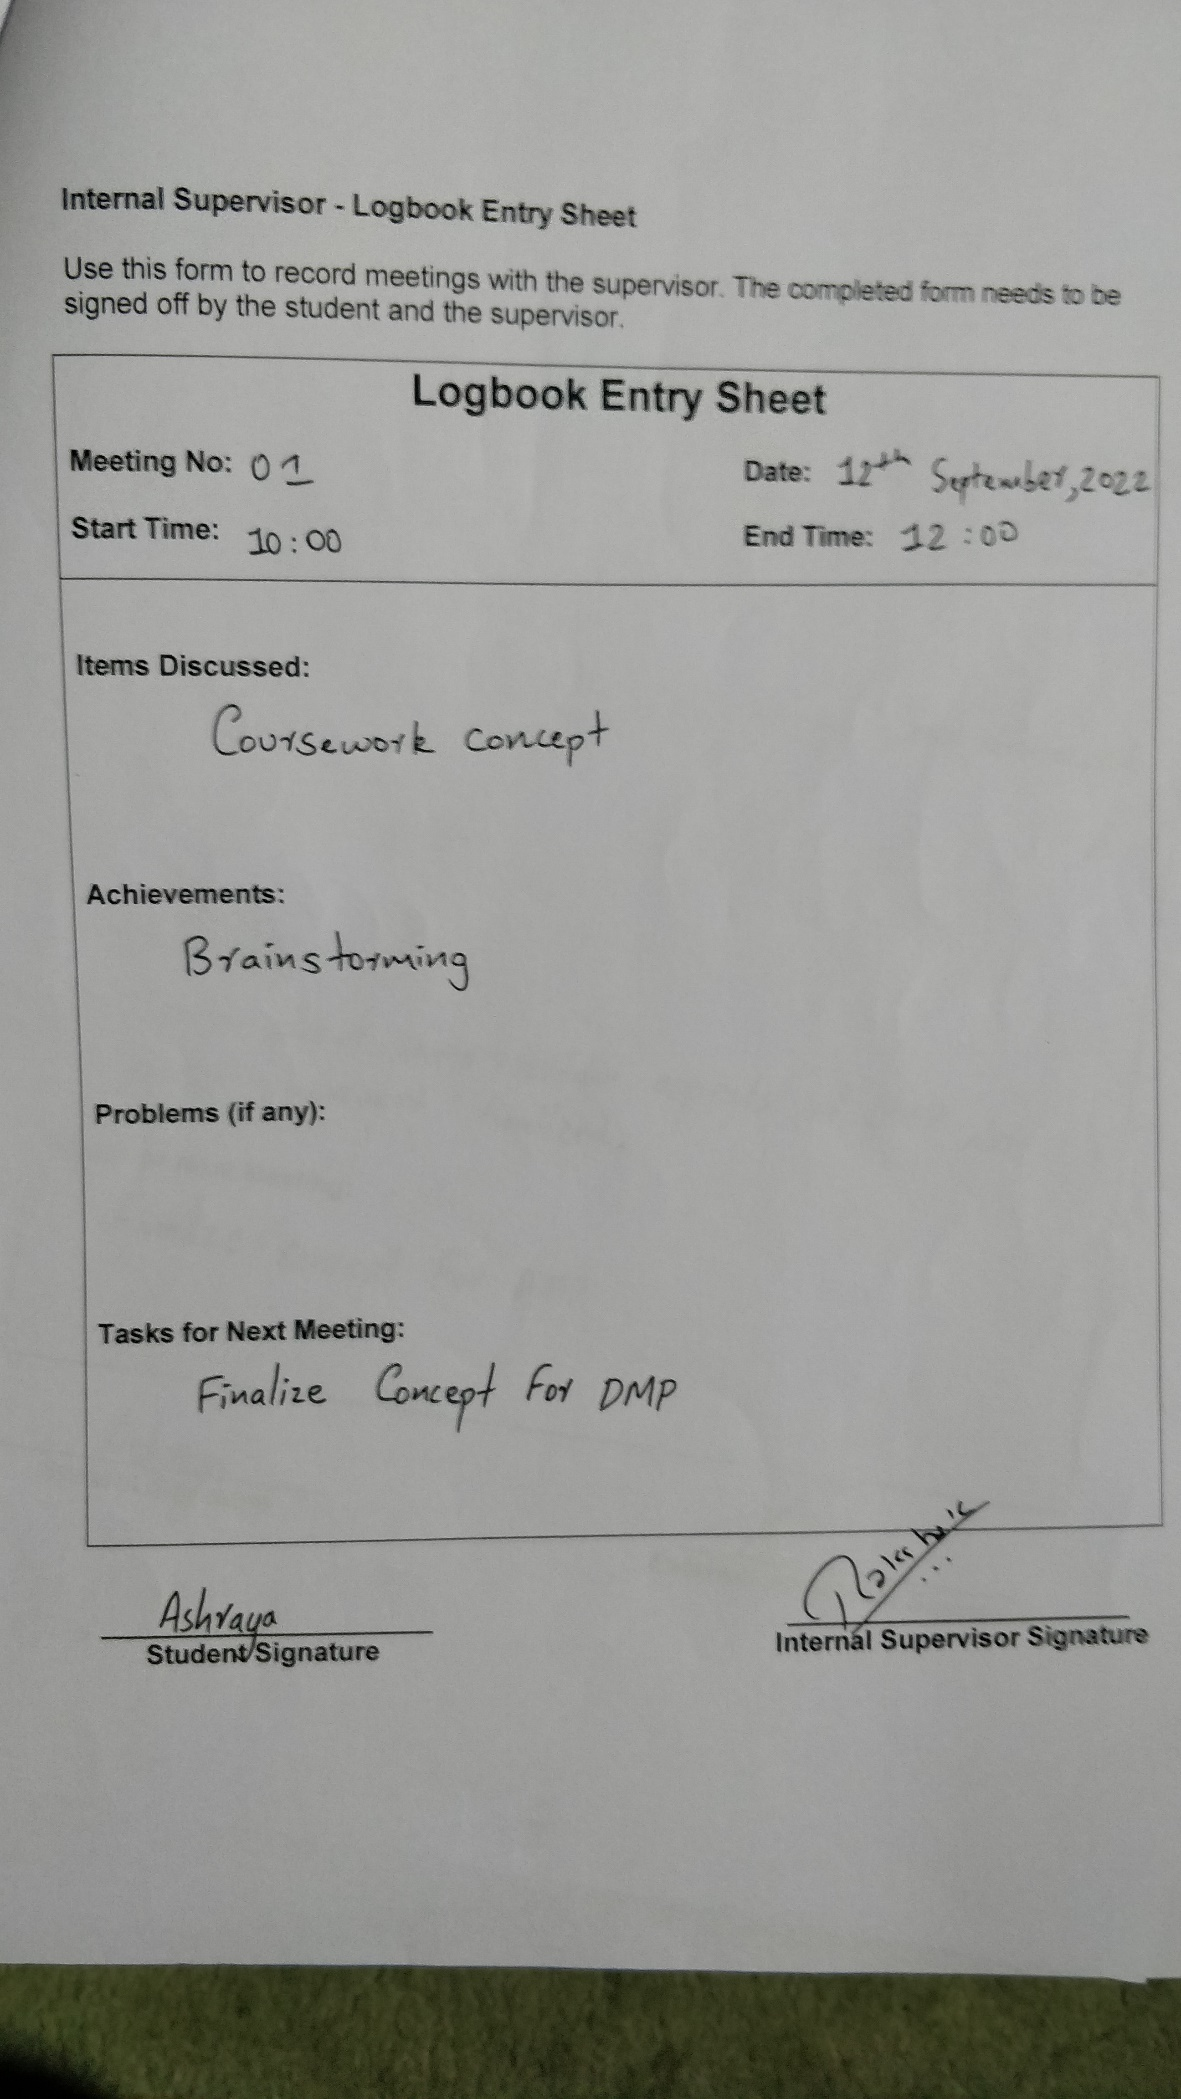 Internal Supervisor - Logbook Entry Sheet
Use this form to record meetings with the supervisor. The completed form needs to be
signed off by the student and the supervisor.
Logbook Entry Sheet
Meeting No: 01
Date: 12th September, 2022
Start Time: 10:00
End Time: 12:00
Items Discussed:
Coursework concept
Achievements:
Brainstorming
Problems (if any):
Tasks for Next Meeting:
Finalize Concept For DMP
Ashraya
Student Signature
Internal Supervisor Signature